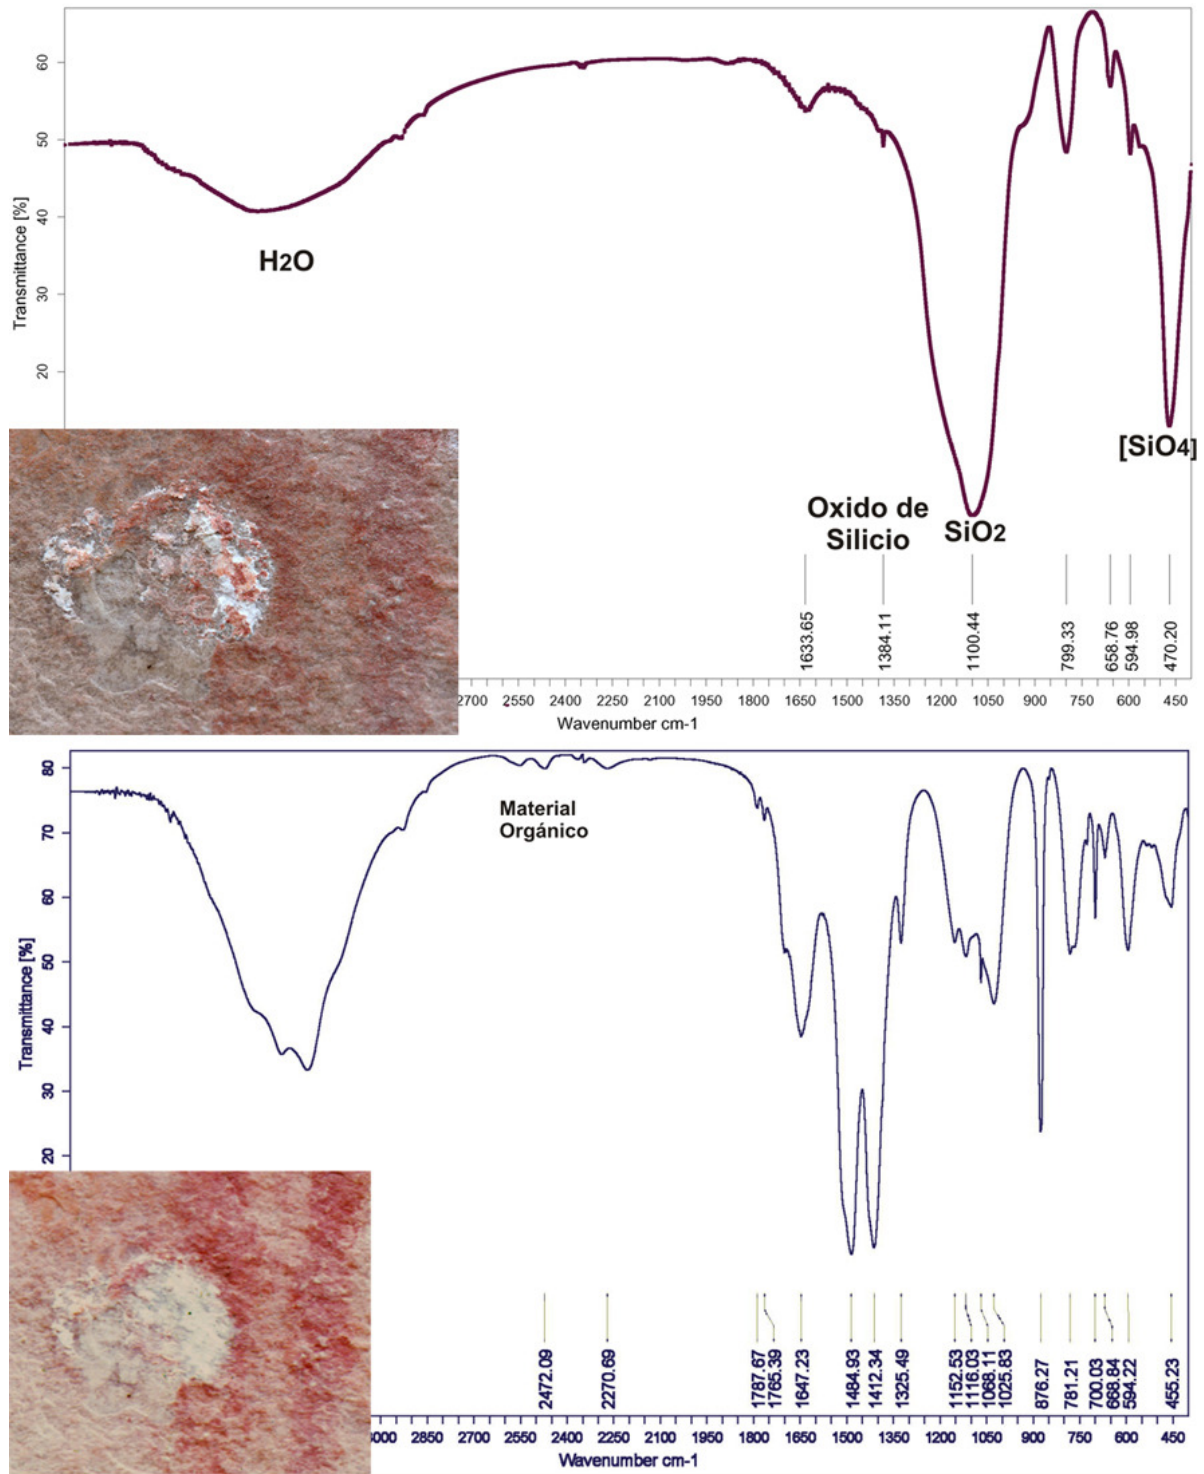 60
50
40
30
20
Transmittance [%]
H2O
[SiO4]
Oxido de
Silicio
SiO2
1633.65
1384.11
1100.44
799.33
658.76
594.98
470.20
2700 2550 2400 2250 2100 1950 1800 1650 1500 1350 1200 1050 900 750 600 450
Wavenumber cm-1
80
70
60
50
40
30
20
Transmittance [%]
Material
Orgánico
2472.09
2270.69
1787.67
1765.39
1647.23
1484.93
1412.34
1325.49
1152.53
1116.03
1068.11
1025.83
876.27
781.21
700.03
668.84
594.22
455.23
3000 2850 2700 2550 2400 2250 2100 1950 1800 1650 1500 1350 1200 1050 900 750 600 450
Wavenumber cm-1